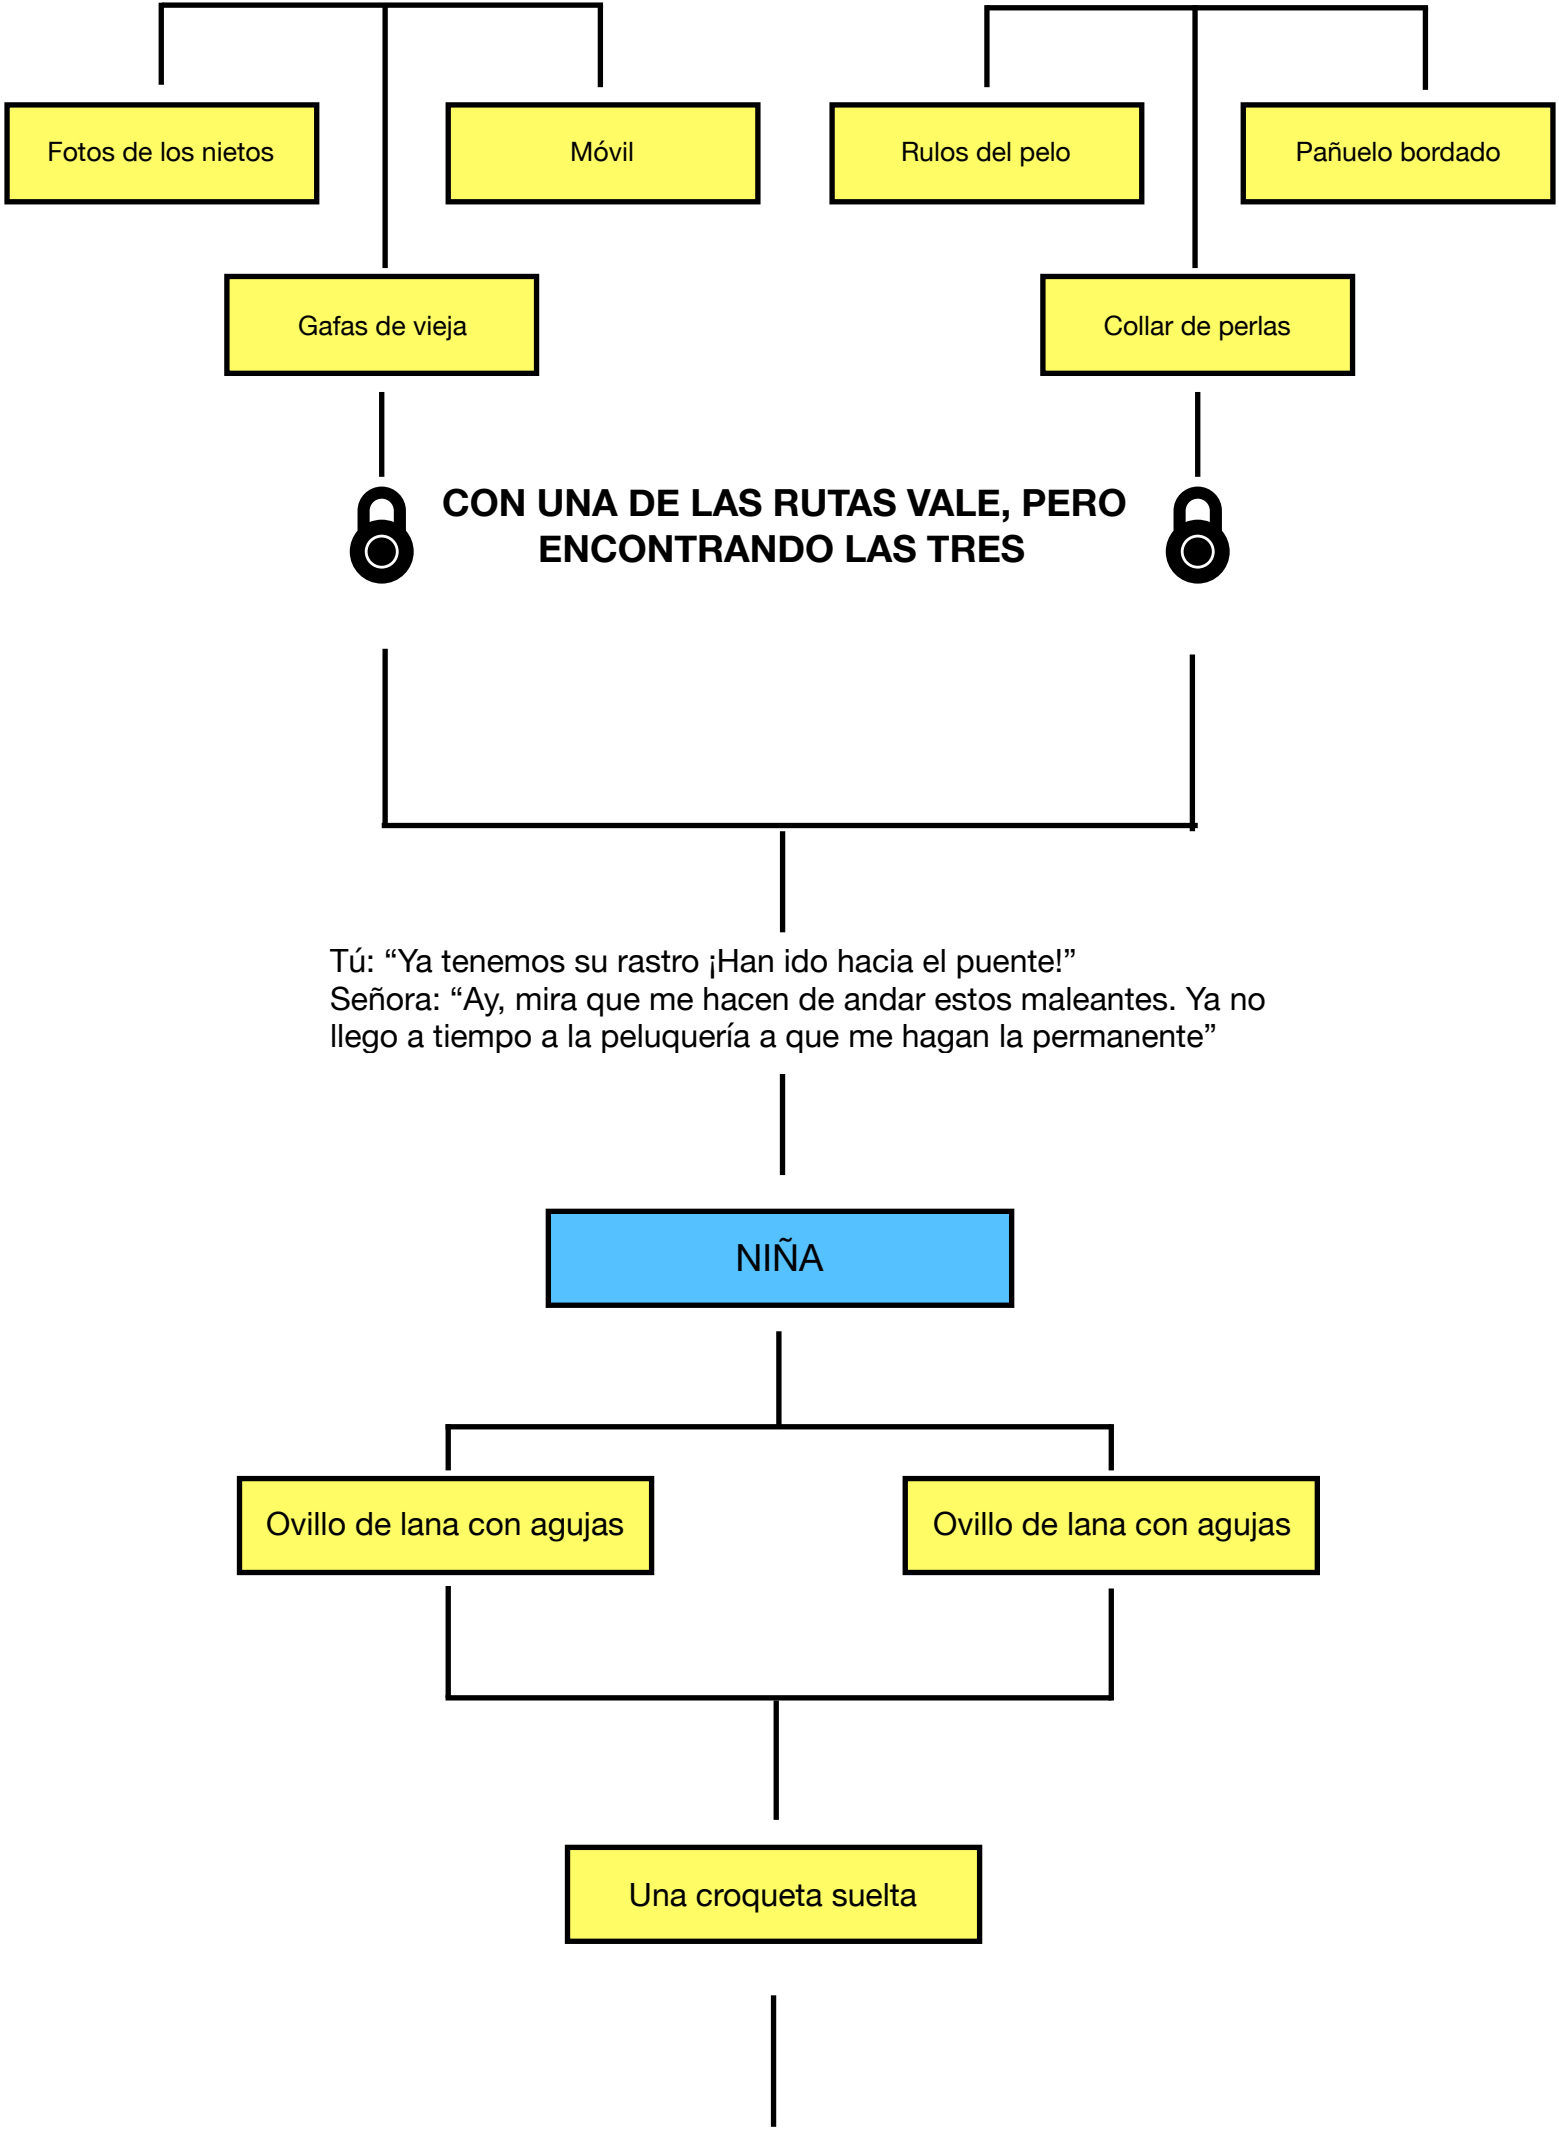 Fotos de los nietos
Móvil
Rulos del pelo
Pañuelo bordado
Gafas de vieja
Collar de perlas
CON UNA DE LAS RUTAS VALE, PERO
ENCONTRANDO LAS TRES
Tú: “Ya tenemos su rastro ¡Han ido hacia el puente!”
Señora: “Ay, mira que me hacen de andar estos maleantes. Ya no
llego a tiempo a la peluquería a que me hagan la permanente”
NIÑA
Ovillo de lana con agujas
Ovillo de lana con agujas
Una croqueta suelta